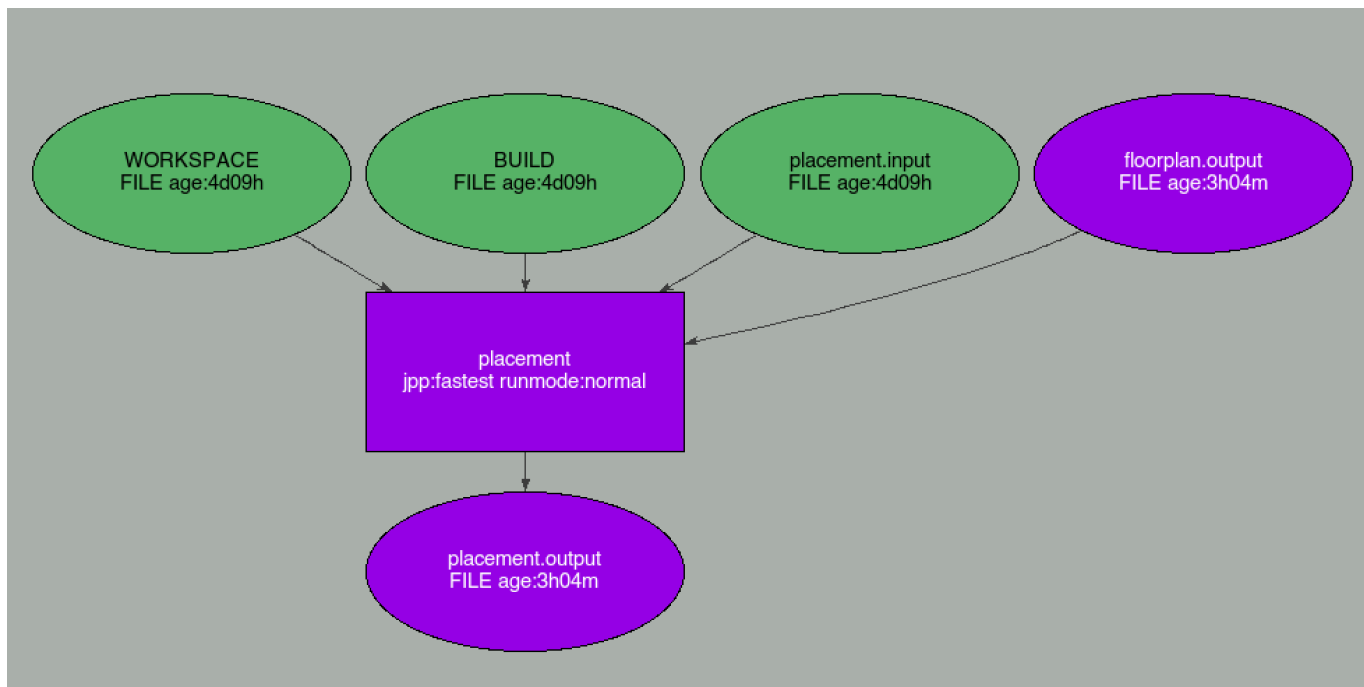 WORKSPACE
FILE age:4d09h
BUILD
FILE age:4d09h
placement.input
FILE age:4d09h
floorplan.output
FILE age:3h04m
placement
jpp:fastest runmode:normal
placement.output
FILE age:3h04m